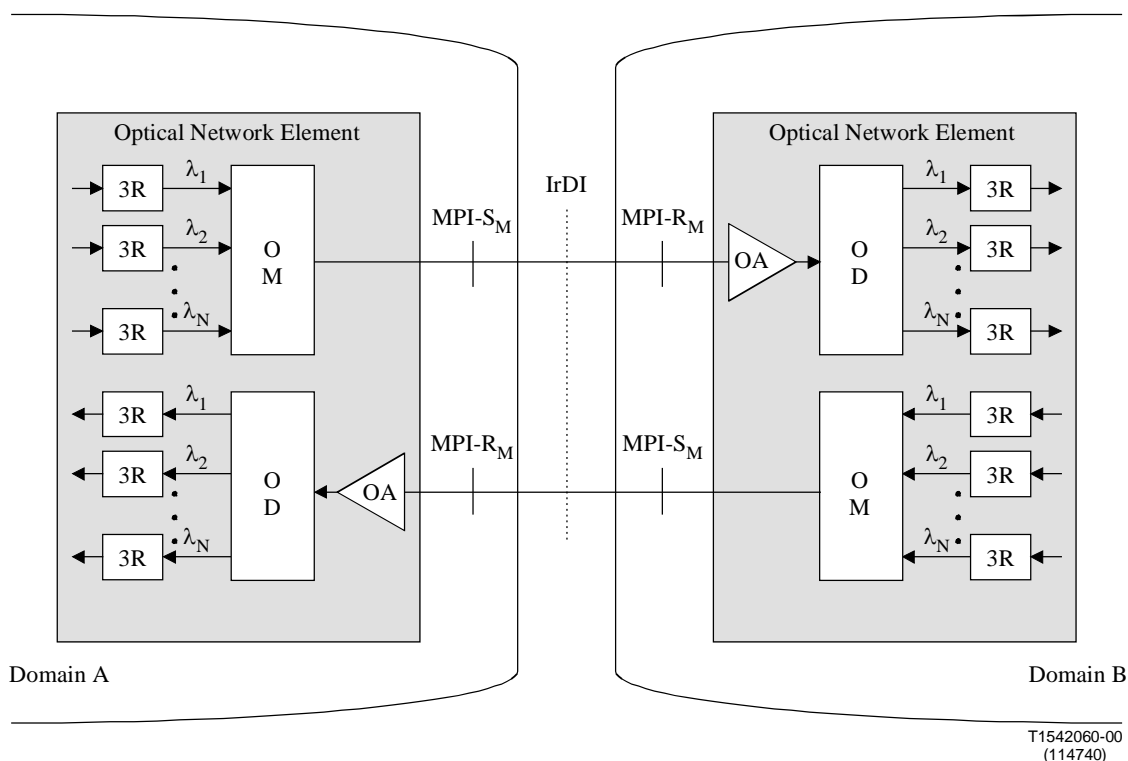 Optical Network Element
3R
λ1
3R
λ2
3R
λN
O
M
MPI-SM
IrDI
MPI-RM
Optical Network Element
OA
O
D
λ1
3R
λ2
3R
λN
3R
3R
λ1
3R
λ2
3R
λN
O
D
OA
MPI-RM
MPI-SM
O
M
λ1
3R
λ2
3R
λN
3R
Domain A
Domain B
T1542060-00
(114740)